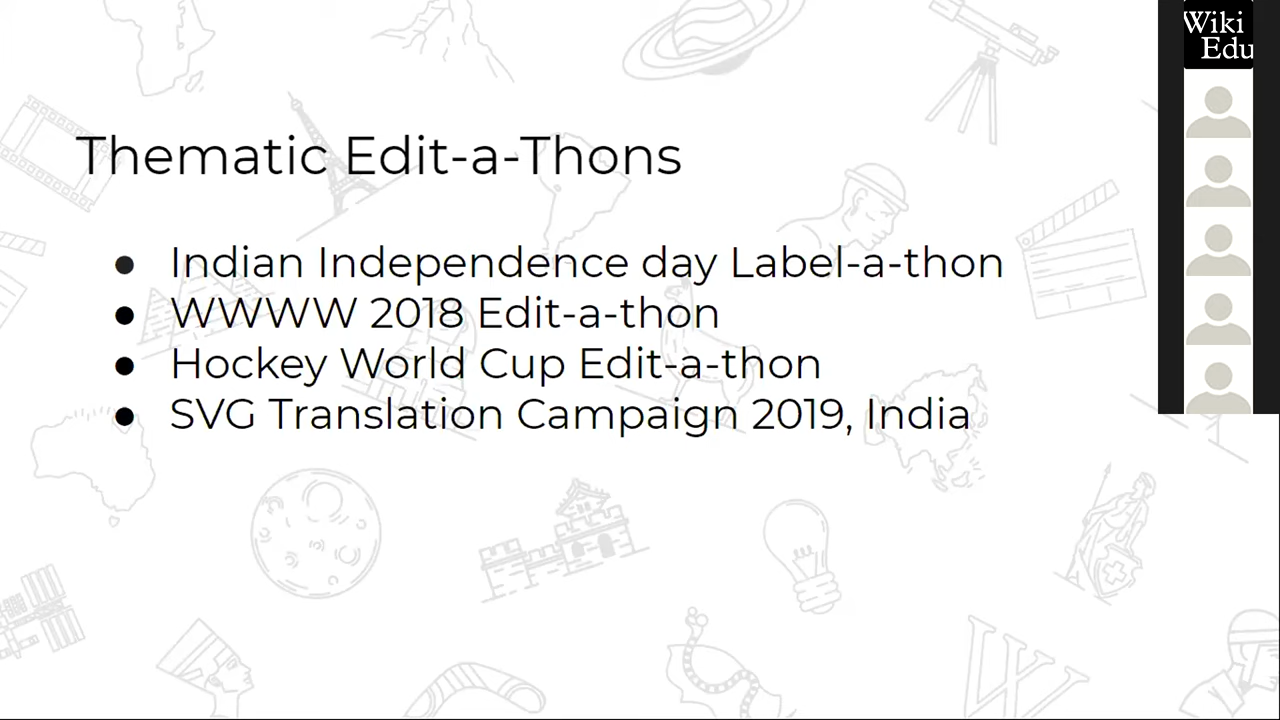 Wiki
Edu
Thematic Edit-a-Thons
● Indian Independence day Label-a-thon
● WWWW 2018 Edit-a-thon
● Hockey World Cup Edit-a-thon
● SVG Translation Campaign 2019, India